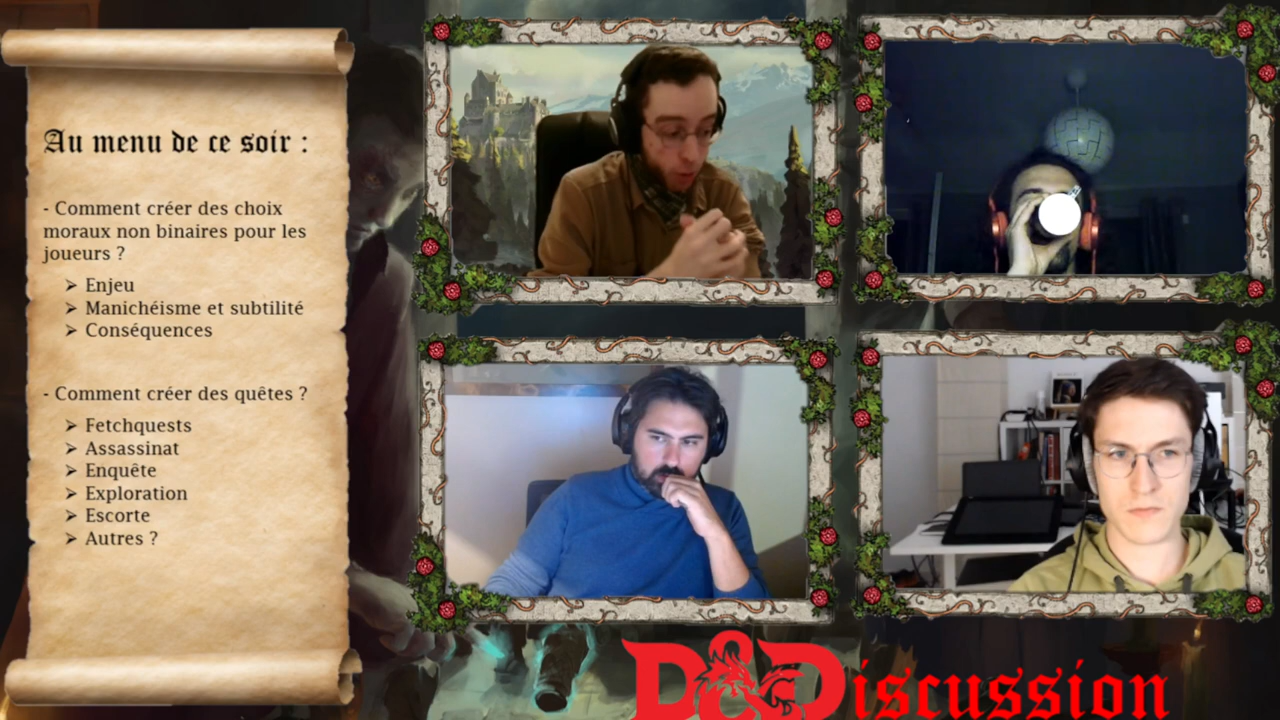 Au menu de ce soir :
- Comment créer des choix
moraux non binaires pour les
joueurs ?
➢ Enjeu
➢ Manichéisme et subtilité
➢ Conséquences
- Comment créer des quêtes ?
➢ Fetchquests
➢ Assassinat
➢ Enquête
➢ Exploration
➢ Escorte
➢ Autres ?
D&Discussion